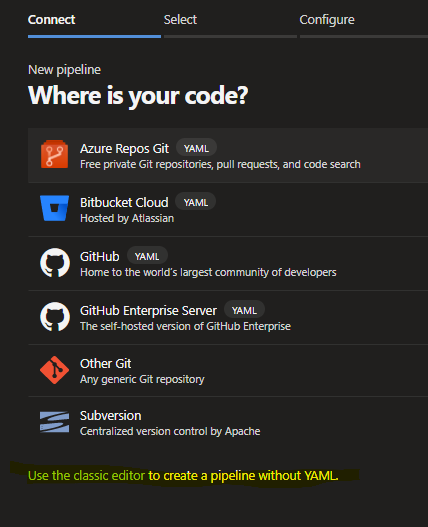 Connect Select Configure
New pipeline
Where is your code?
Azure Repos Git YAML
Free private Git repositories, pull requests, and code search
Bitbucket Cloud YAML
Hosted by Atlassian
GitHub YAML
Home to the world's largest community of developers
GitHub Enterprise Server YAML
The self-hosted version of GitHub Enterprise
Other Git
Any generic Git repository
Subversion
Centralized version control by Apache
Use the classic editor to create a pipeline without YAML.